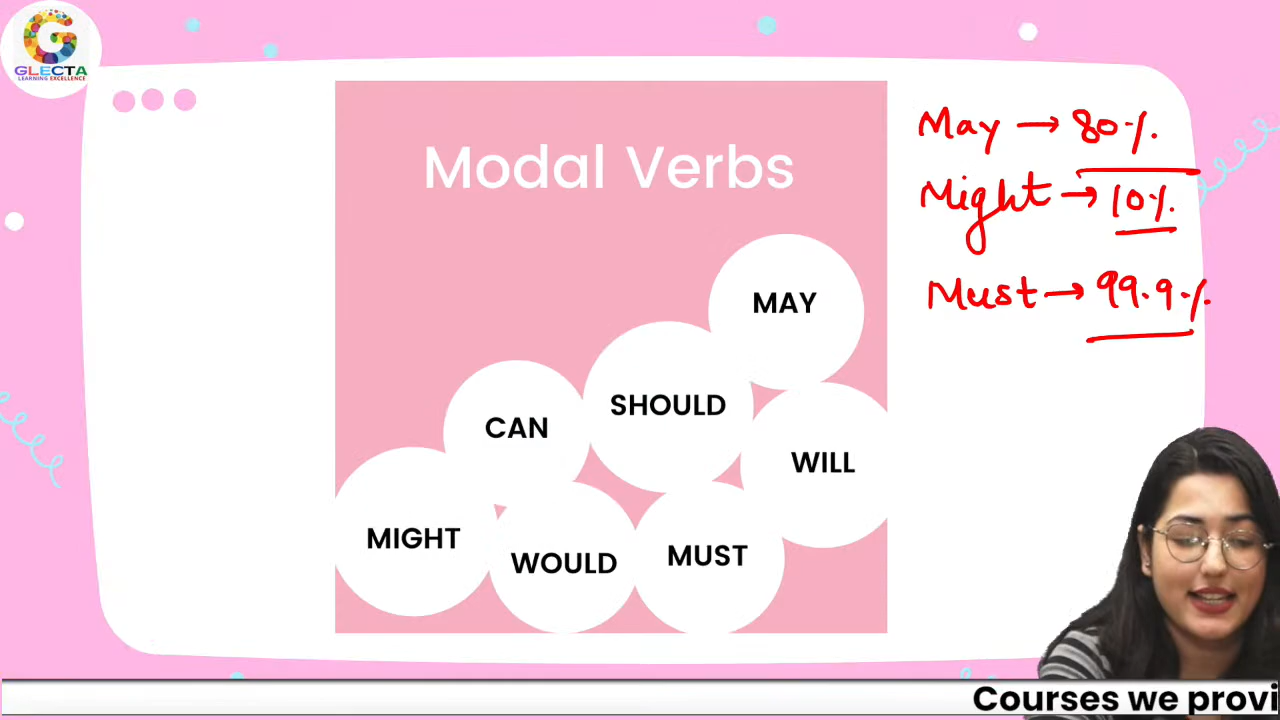 GLECTA
LEARNING EXCELLENCE
Modal Verbs
MAY
SHOULD
CAN
WILL
MIGHT
WOULD
MUST
May → 80%.
Might → 10%.
Must → 99.9%.
Courses we provi